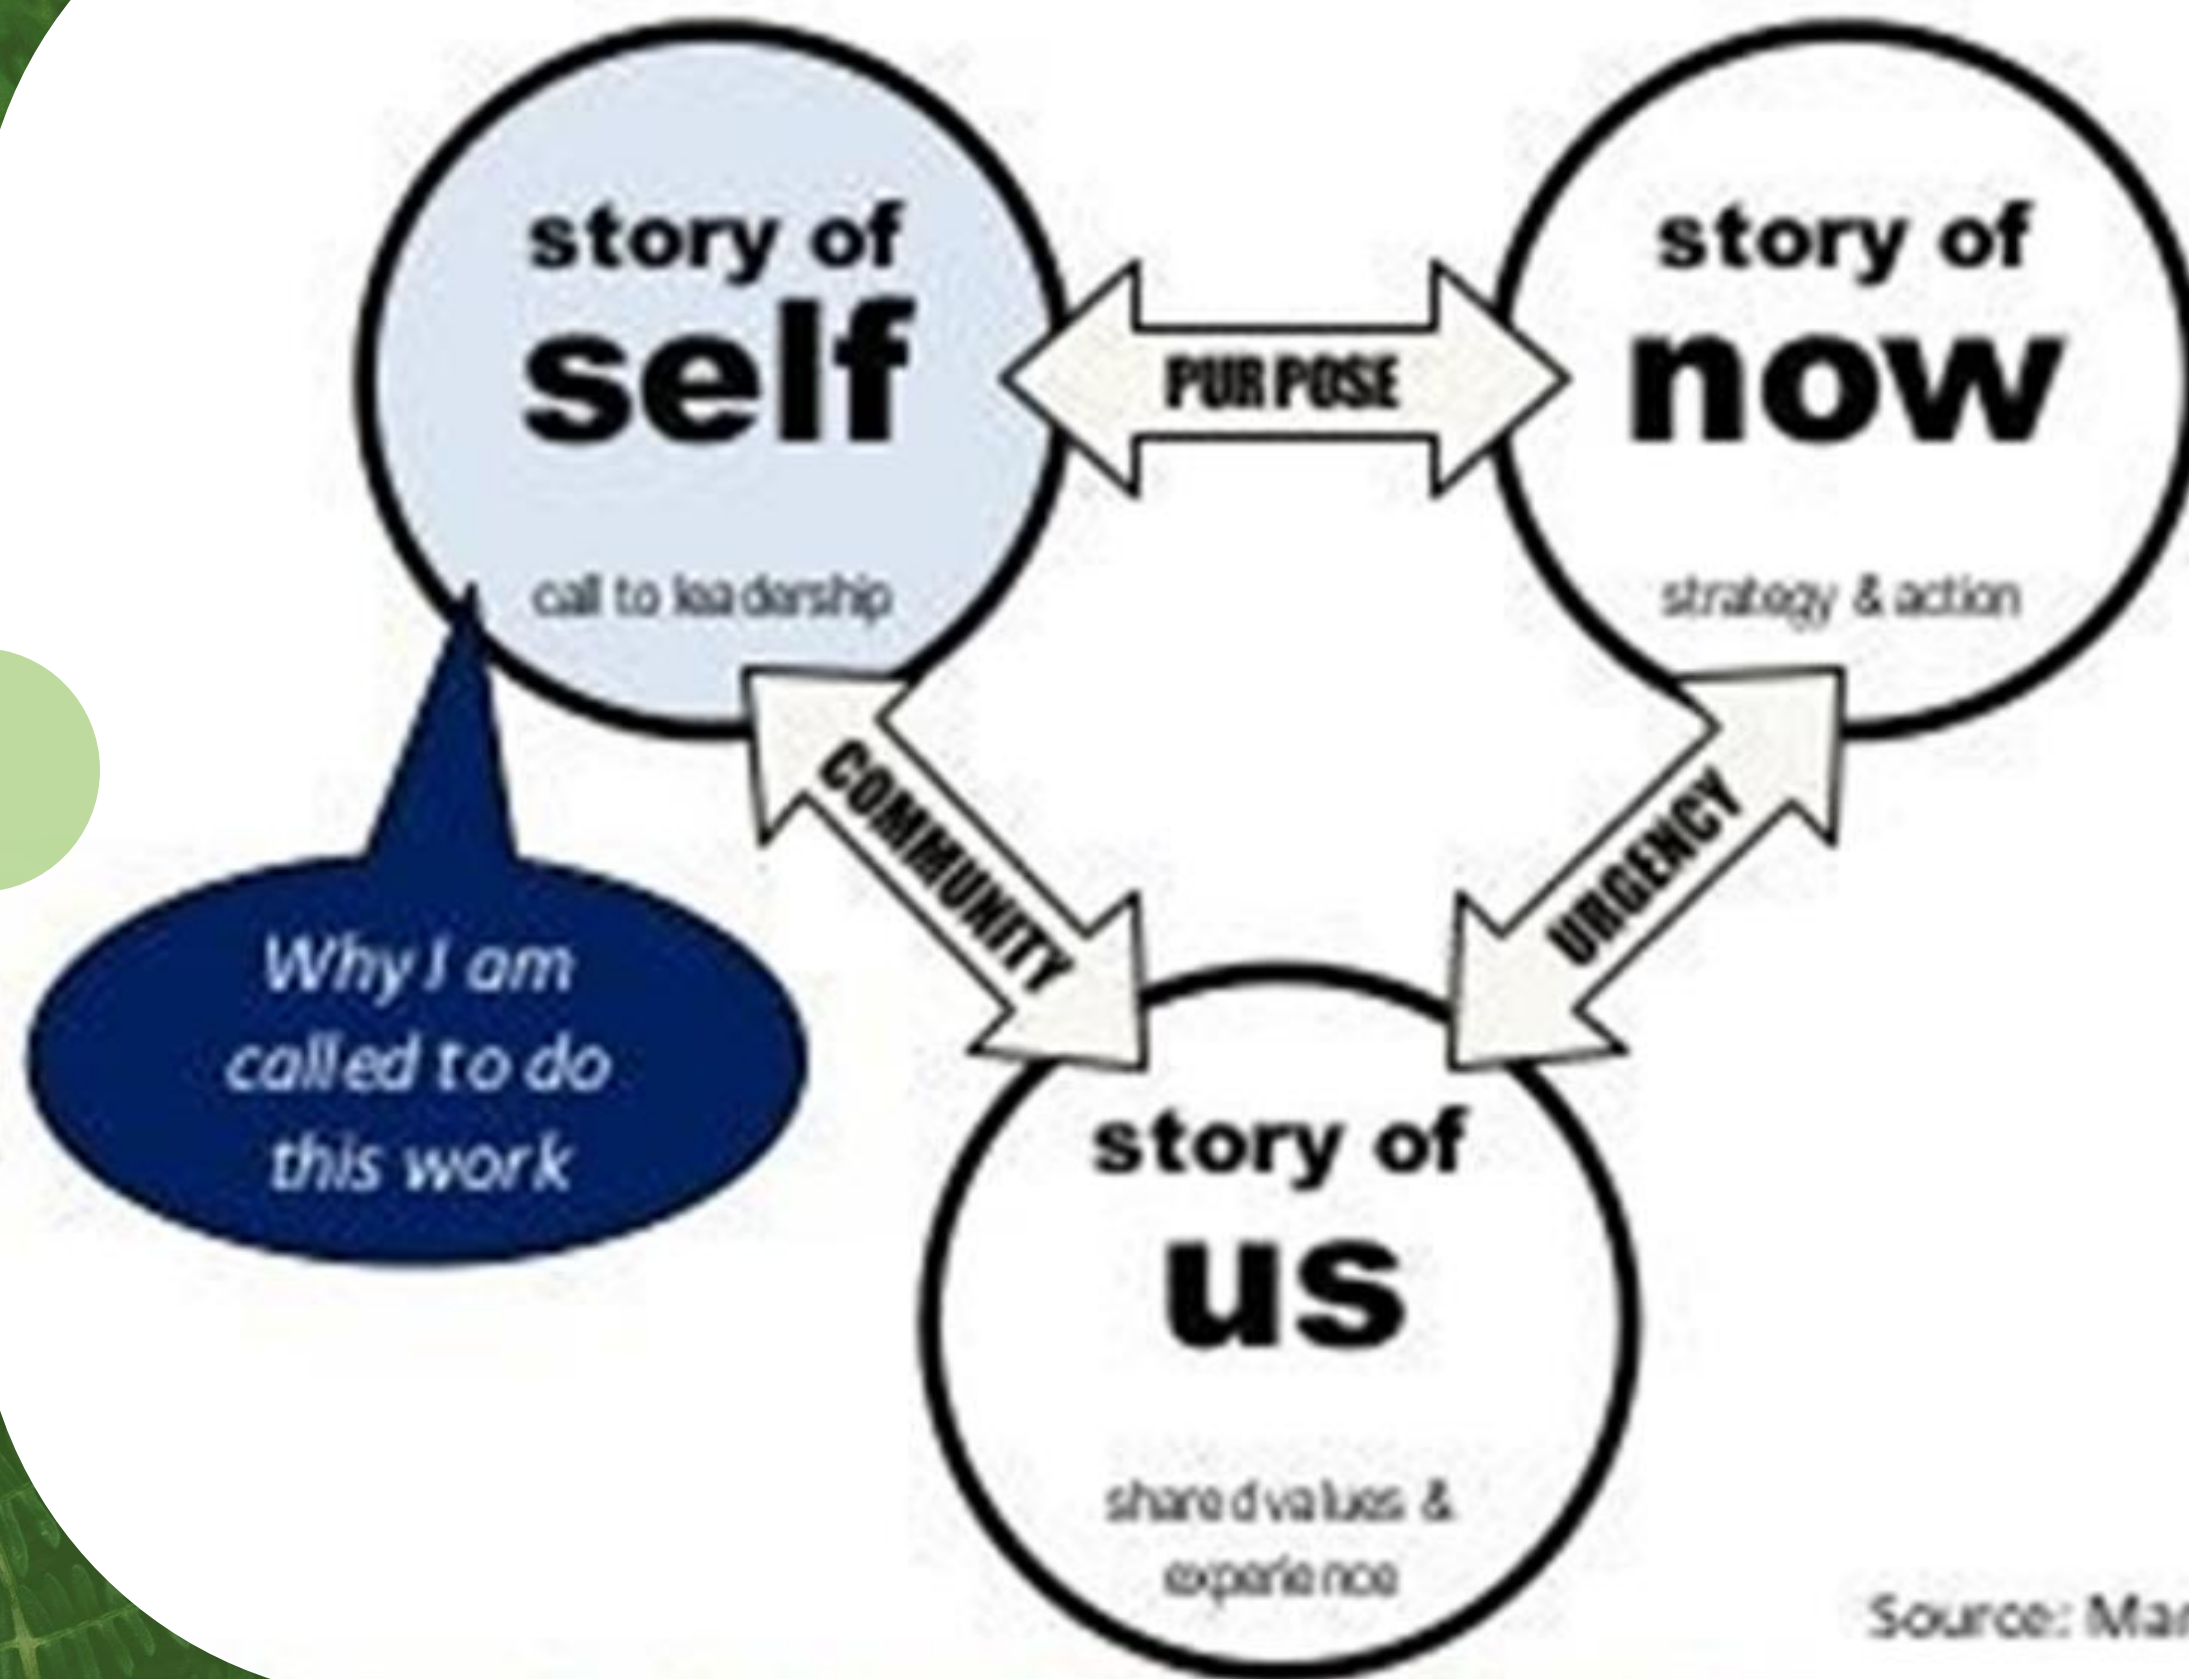 story of
self
call to leadership
PURPOSE
story of
now
strategy & action
COMMUNITY
URGENCY
Why I am
called to do
this work
story of
us
shared values &
experience
Source: